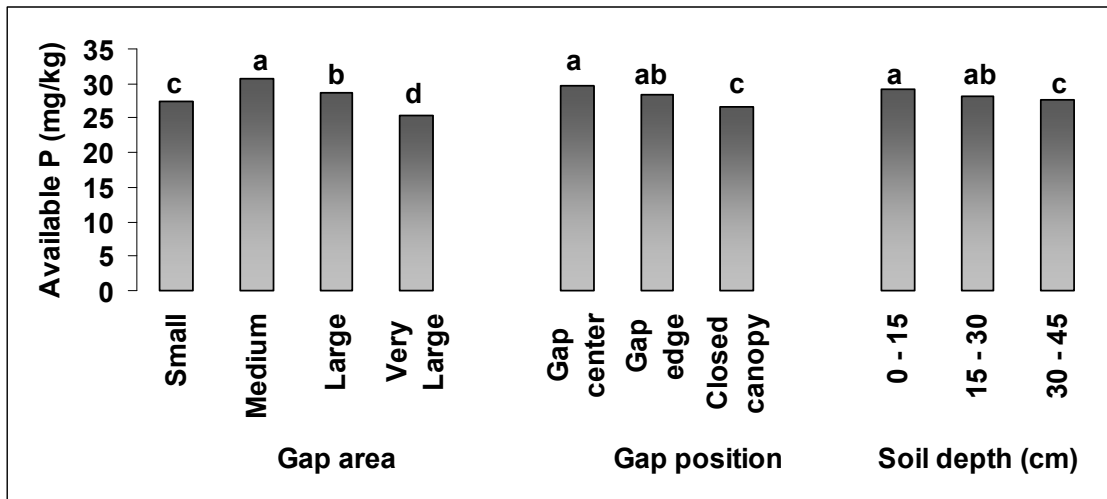 Available P (mg/kg)
35
30
25
20
15
10
5
0
c
a
b
d
a
ab
c
a
ab
c
Small
Medium
Large
Very
Large
Gap
center
Gap
edge
Closed
canopy
0 - 15
15 - 30
30 - 45
Gap area
Gap position
Soil depth (cm)